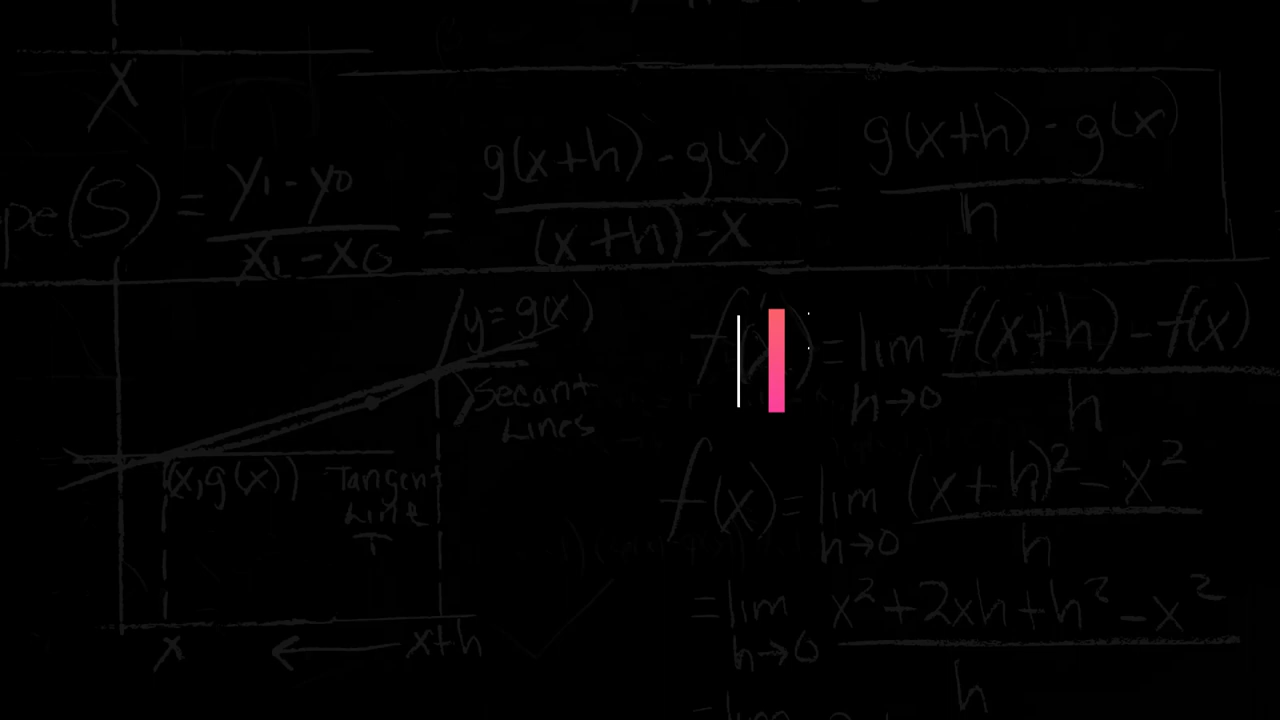 x
pe(S) = y₁ - y₀ / x₁ - x₀ = g(x+h) - g(x) / (x+h) - x = g(x+h) - g(x) / h
y = g(x)
Secant
Lines
(x, g(x))
Tangent
Line
T
x ← x+h
f(x) = lim h→0 f(x+h) - f(x) / h
f(x) = lim h→0 (x+h)² - x² / h
= lim h→0 x² + 2xh + h² - x² / h
= lim